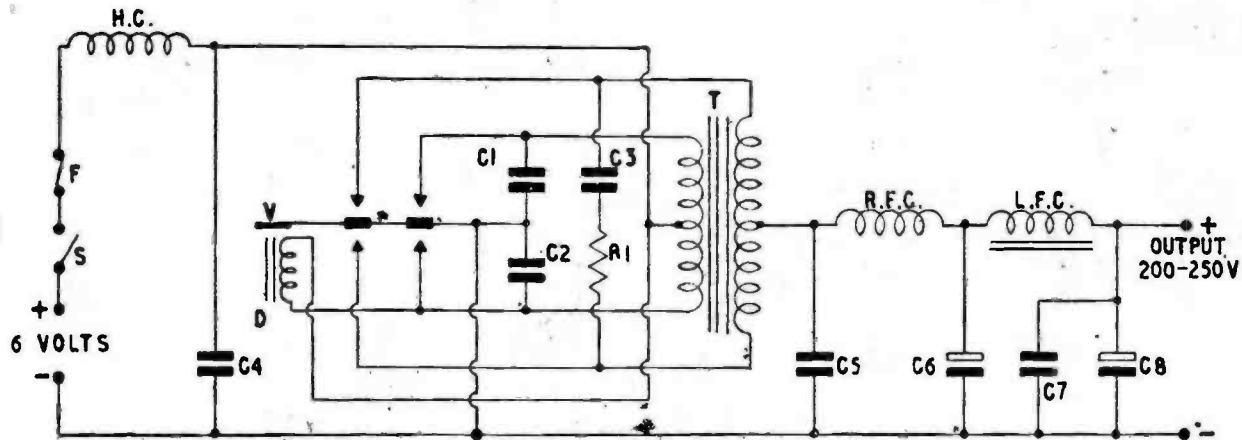 H.C.
F
S
+
6 VOLTS
-
C4
V
D
C1
C2
C3
R1
T
C5
R.F.C.
C6
L.F.C.
C7
C8
+
OUTPUT
200-250V
-